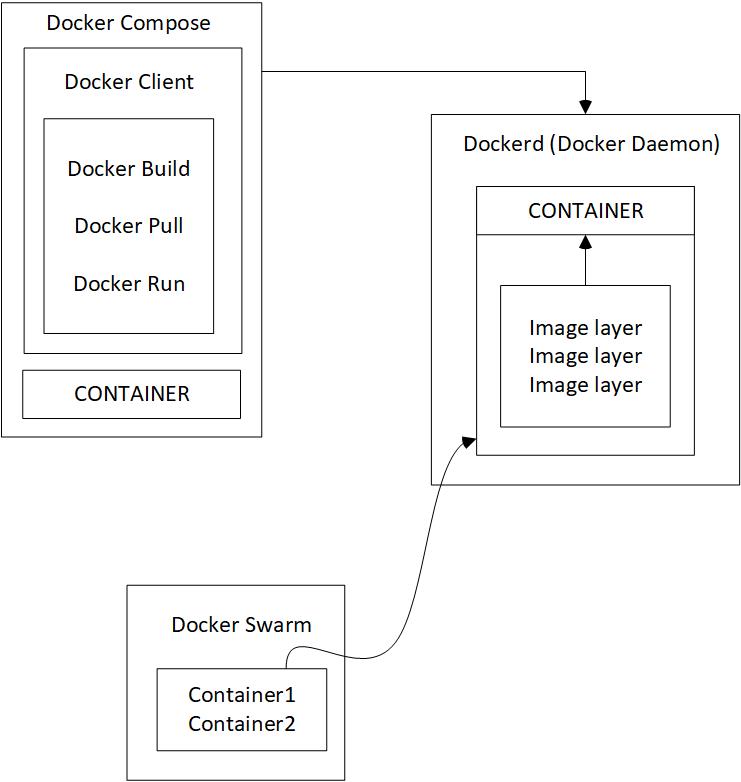 Docker Compose
Docker Client
Docker Build
Docker Pull
Docker Run
CONTAINER
Dockerd (Docker Daemon)
CONTAINER
Image layer
Image layer
Image layer
Docker Swarm
Container1
Container2